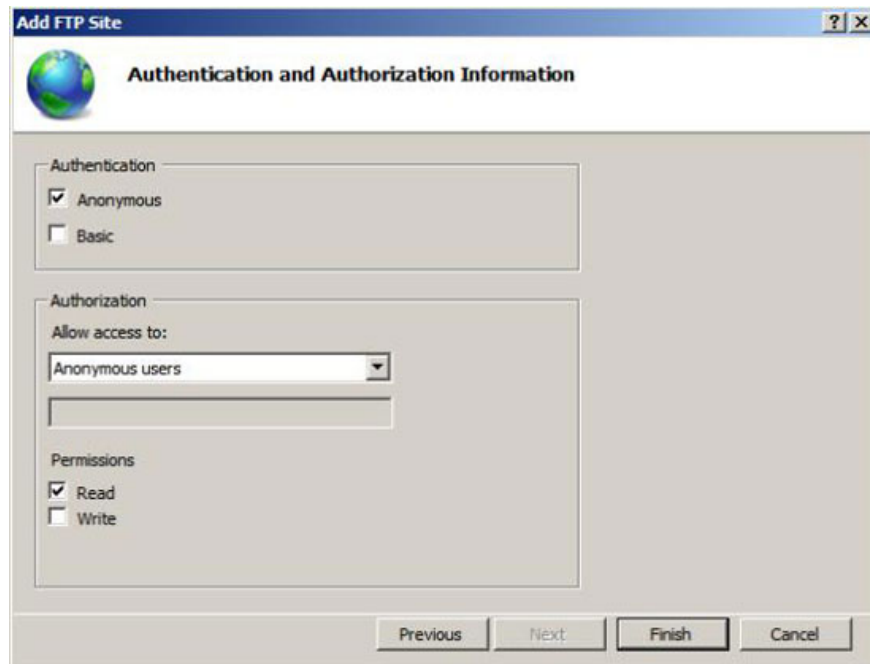 Add FTP Site
Authentication and Authorization Information
Authentication
Anonymous
Basic
Authorization
Allow access to:
Anonymous users
Permissions
Read
Write
Previous Next Finish Cancel